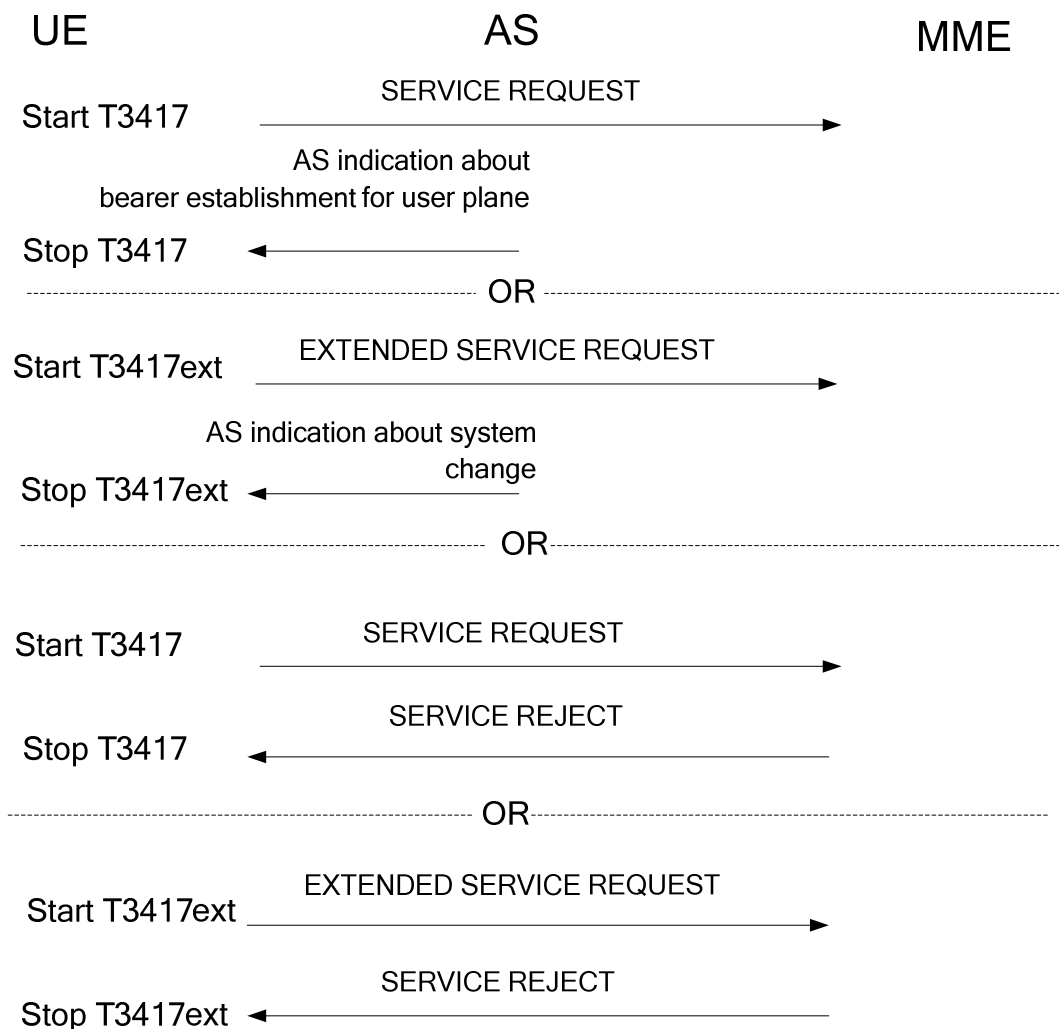 UE AS MME
SERVICE REQUEST
Start T3417
AS indication about
bearer establishment for user plane
Stop T3417
OR
EXTENDED SERVICE REQUEST
Start T3417ext
AS indication about system
change
Stop T3417ext
OR
SERVICE REQUEST
Start T3417
SERVICE REJECT
Stop T3417
OR
EXTENDED SERVICE REQUEST
Start T3417ext
SERVICE REJECT
Stop T3417ext